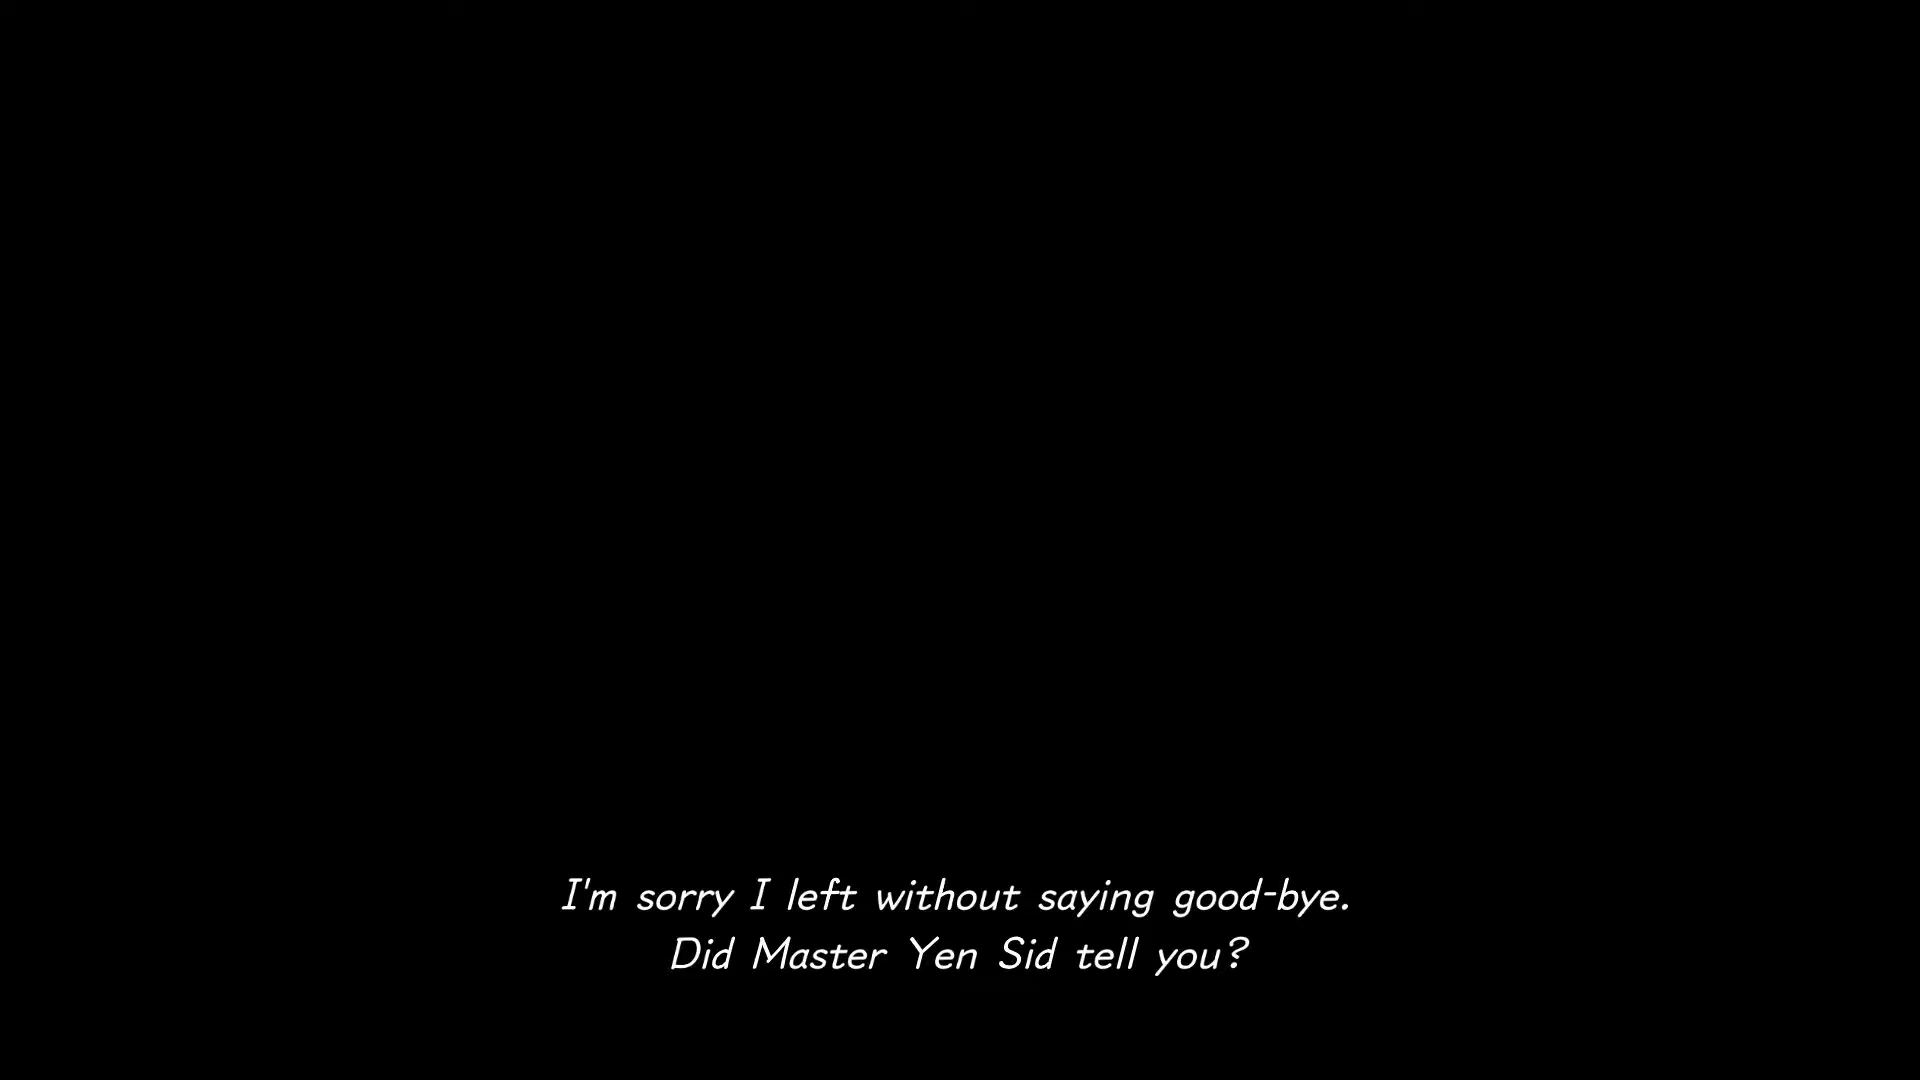 I'm sorry I left without saying good-bye.
Did Master Yen Sid tell you?